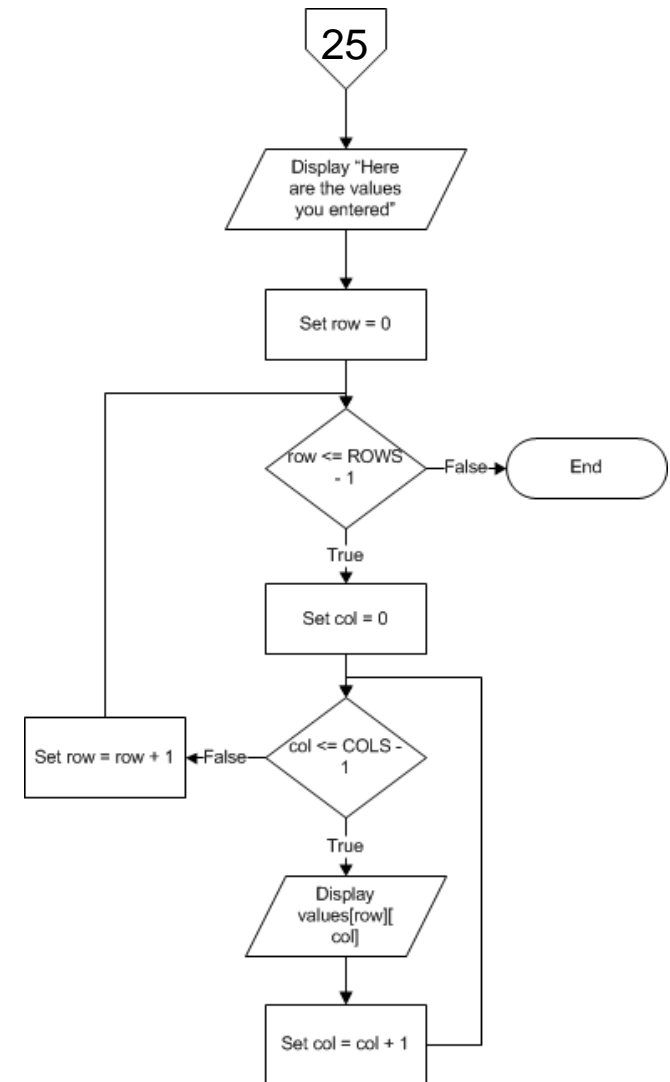 25
Display “Here
are the values
you entered”
Set row = 0
row <= ROWS
- 1
False
End
True
Set col = 0
Set row = row + 1
False
col <= COLS -
1
True
Display
values[row][
col]
Set col = col + 1